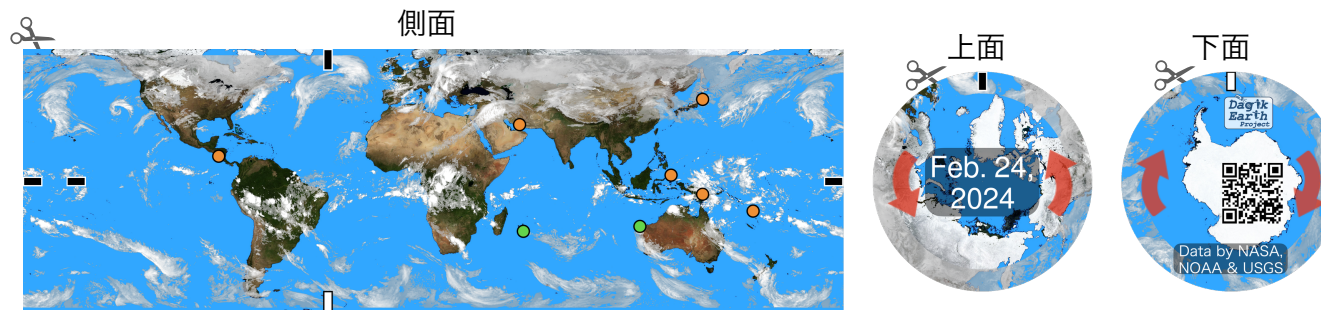 側面
上面
下面
Feb. 24,
2024
Dagik
Earth
Project
Data by NASA,
NOAA & USGS